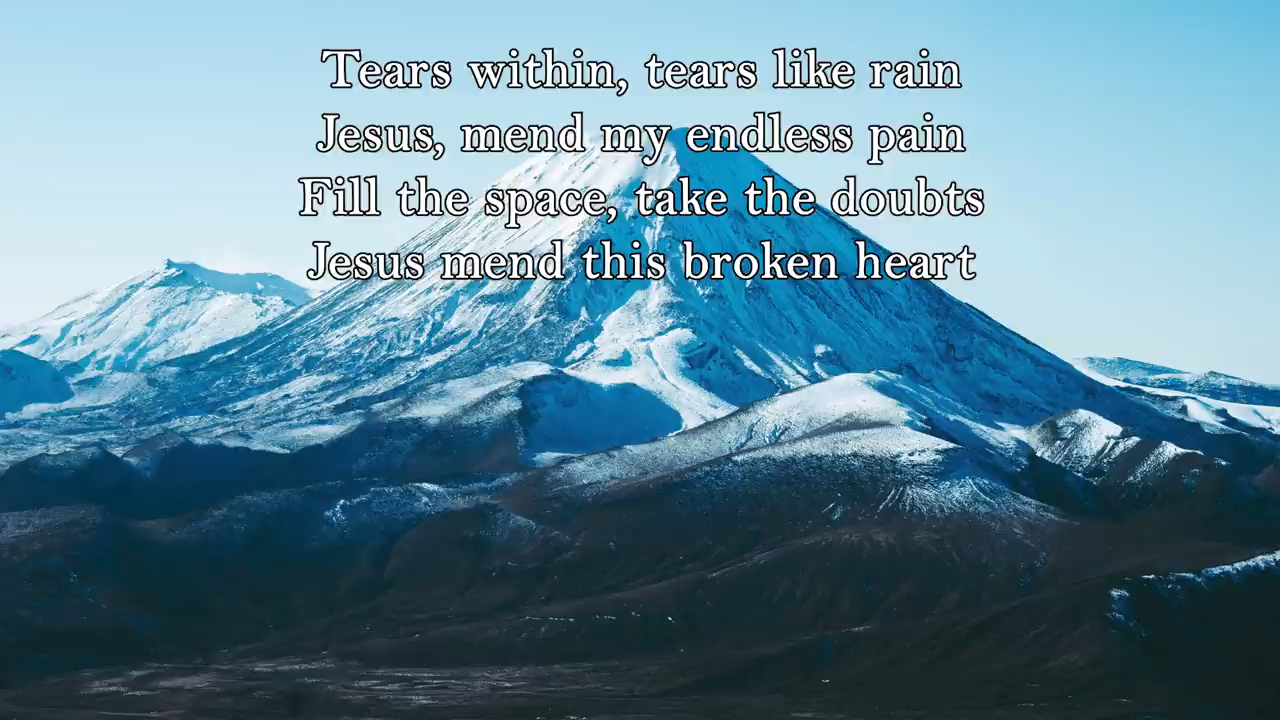 Tears within, tears like rain
Jesus, mend my endless pain
Fill the space, take the doubts
Jesus mend this broken heart